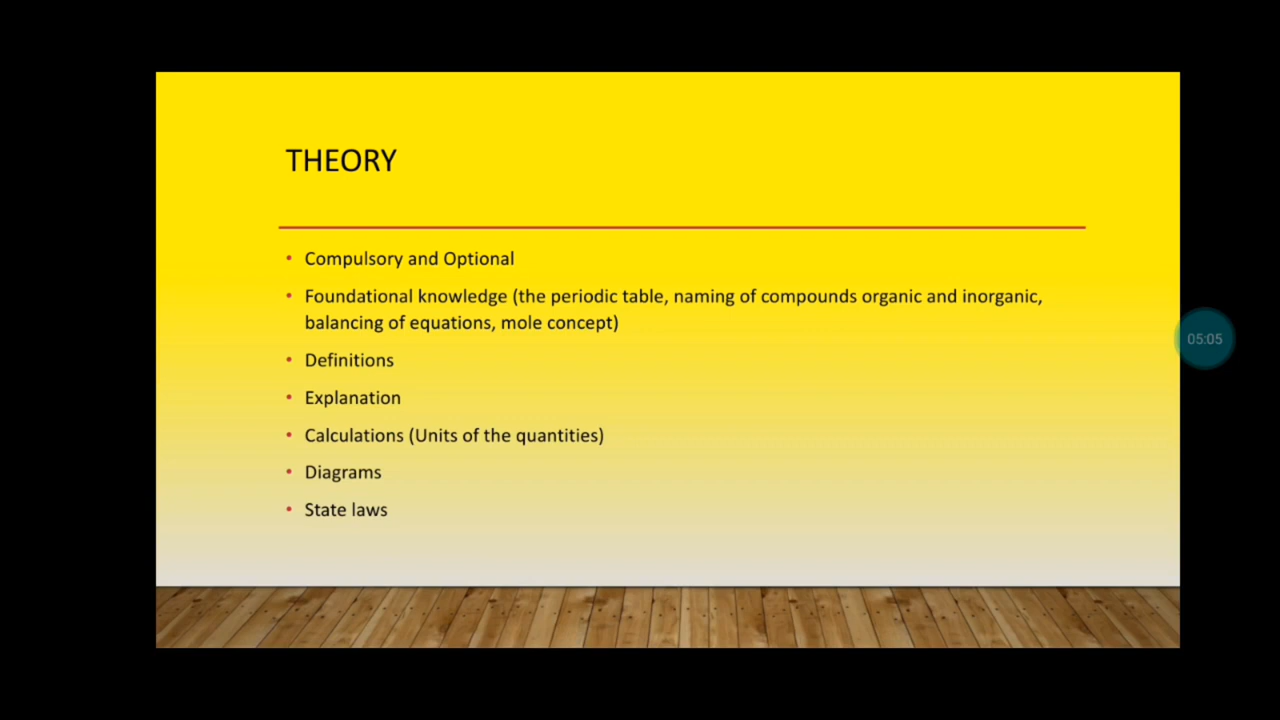 THEORY
• Compulsory and Optional
• Foundational knowledge (the periodic table, naming of compounds organic and inorganic,
balancing of equations, mole concept)
• Definitions
• Explanation
• Calculations (Units of the quantities)
• Diagrams
• State laws
05:05